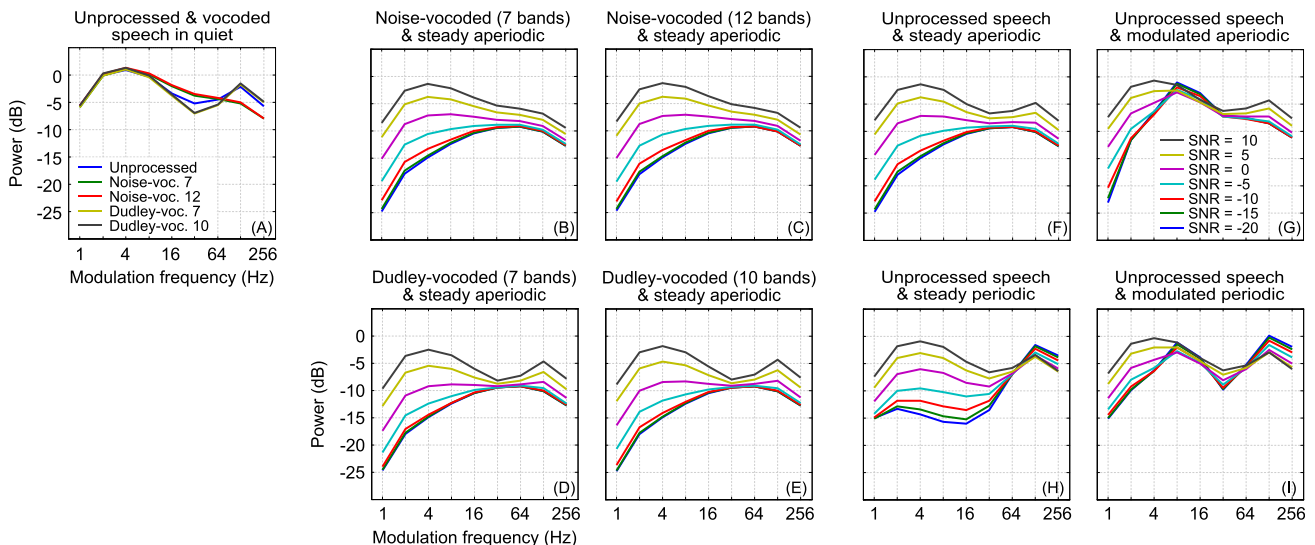 Unprocessed & vocoded
speech in quiet
0
-5
-10
-15
-20
-25
Power (dB)
Unprocessed
Noise-voc. 7
Noise-voc. 12
Dudley-voc. 7
Dudley-voc. 10
(A)
1 4 16 64 256
Modulation frequency (Hz)
Noise-vocoded (7 bands)
& steady aperiodic
(B)
Noise-vocoded (12 bands)
& steady aperiodic
(C)
Unprocessed speech
& steady aperiodic
(F)
Unprocessed speech
& modulated aperiodic
SNR = 10
SNR = 5
SNR = 0
SNR = -5
SNR = -10
SNR = -15
SNR = -20
(G)
Dudley-vocoded (7 bands)
& steady aperiodic
0
-5
-10
-15
-20
-25
Power (dB)
(D)
1 4 16 64 256
Modulation frequency (Hz)
Dudley-vocoded (10 bands)
& steady aperiodic
(E)
1 4 16 64 256
Unprocessed speech
& steady periodic
(H)
1 4 16 64 256
Unprocessed speech
& modulated periodic
(I)
1 4 16 64 256